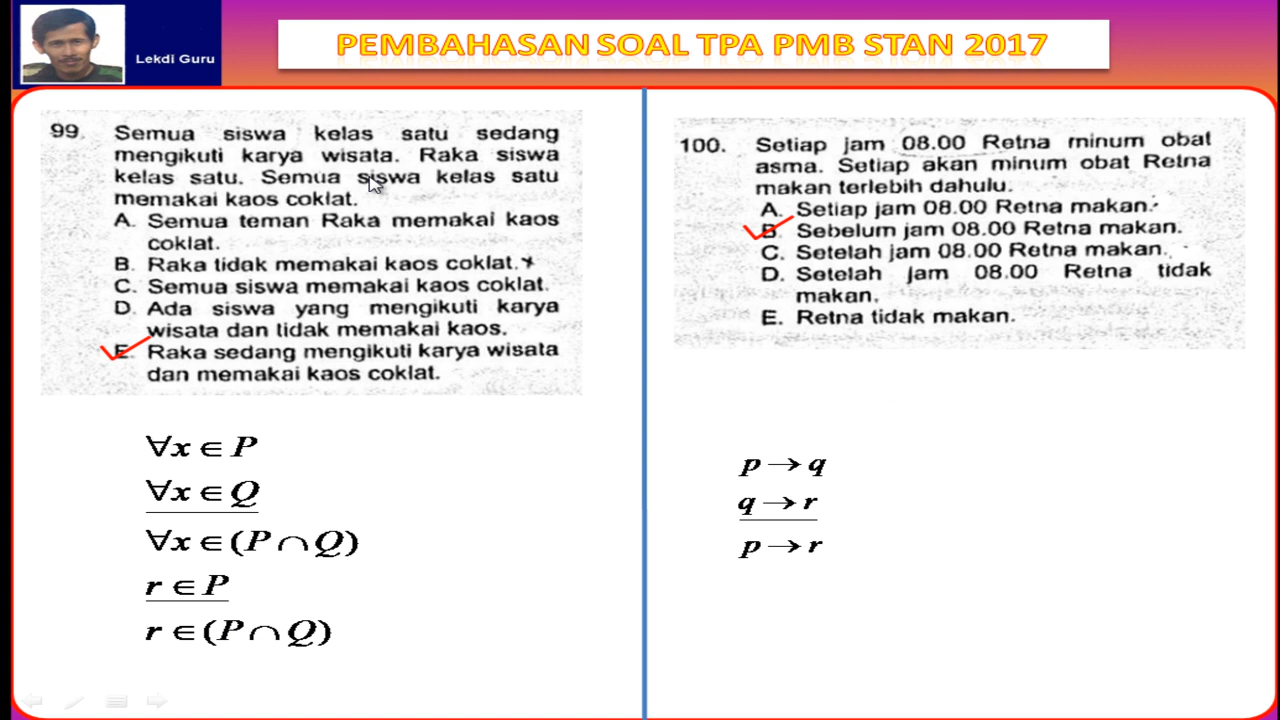 Lekdi Guru
PEMBAHASAN SOAL TPA PMB STAN 2017
99. Semua siswa kelas satu sedang
mengikuti karya wisata. Raka siswa
kelas satu. Semua siswa kelas satu
memakai kaos coklat.
A. Semua teman Raka memakai kaos
coklat.
B. Raka tidak memakai kaos coklat.
C. Semua siswa memakai kaos coklat.
D. Ada siswa yang mengikuti karya
wisata dan tidak memakai kaos.
E. Raka sedang mengikuti karya wisata
dan memakai kaos coklat.
∀x ∈ P
∀x ∈ Q
∀x ∈ (P ∩ Q)
r ∈ P
r ∈ (P ∩ Q)
100. Setiap jam 08.00 Retna minum obat
asma. Setiap akan minum obat Retna
makan terlebih dahulu.
A. Setiap jam 08.00 Retna makan.
B. Sebelum jam 08.00 Retna makan.
C. Setelah jam 08.00 Retna makan.
D. Setelah jam 08.00 Retna tidak
makan.
E. Retna tidak makan.
p → q
q → r
p → r